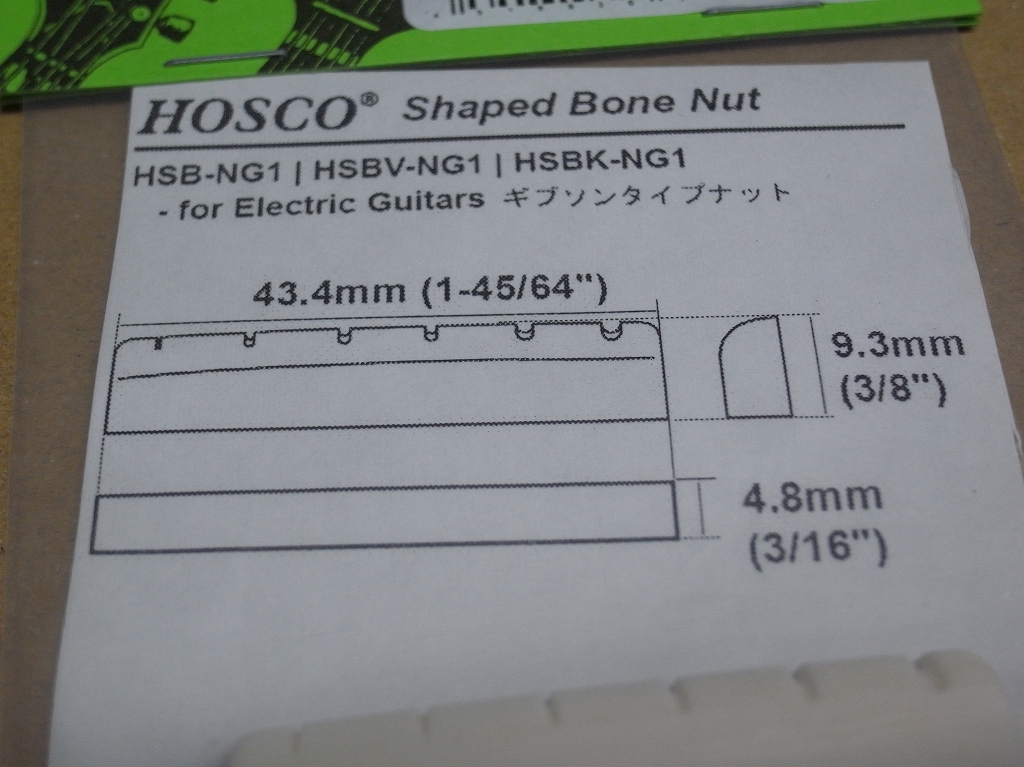 HOSCO® Shaped Bone Nut
HSB-NG1 | HSBV-NG1 | HSBK-NG1
- for Electric Guitars ギブソンタイプナット
43.4mm (1-45/64")
9.3mm
(3/8")
4.8mm
(3/16")